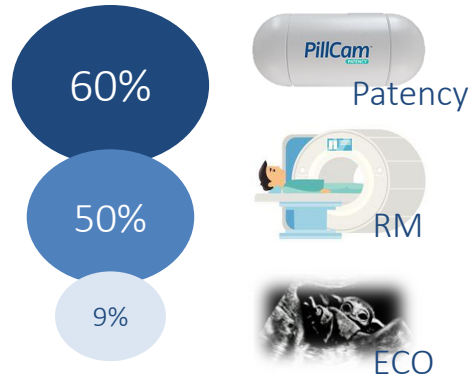 60%
PillCam
PATENCY
Patency
50%
RM
9%
ECO